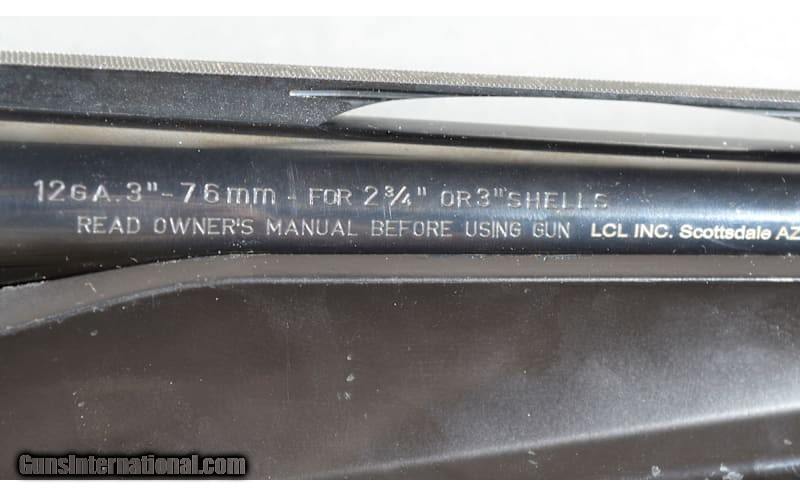 12GA.3"-76mm - FOR 2¾" OR 3" SHELLS
READ OWNER'S MANUAL BEFORE USING GUN LCL INC. Scottsdale AZ
GunsInternational.com